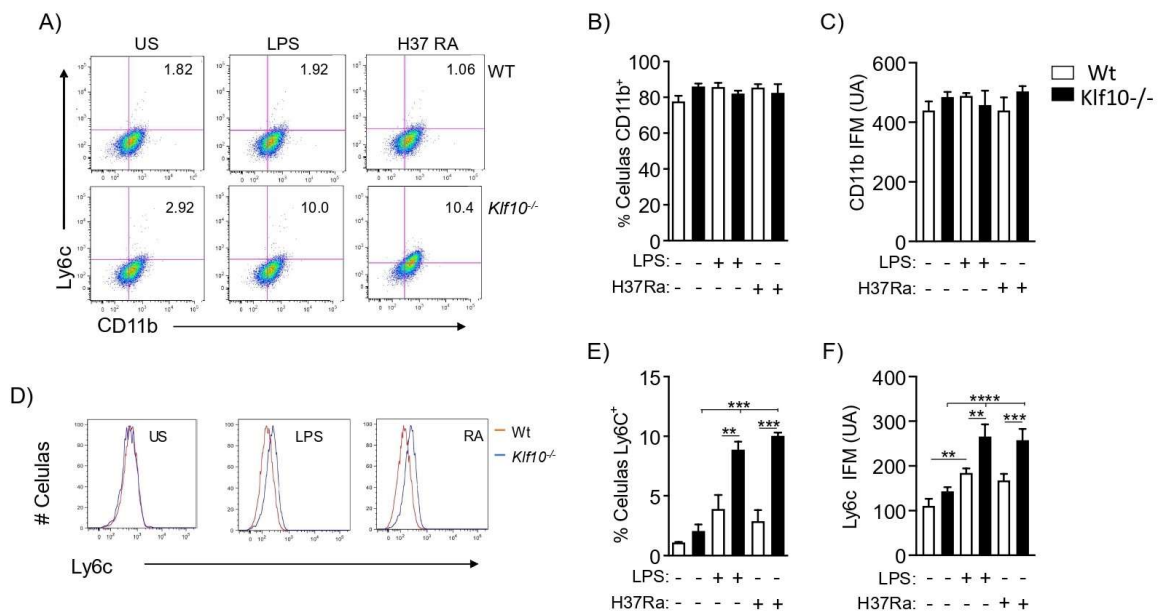 A)
US LPS H37 RA
1.82 1.92 1.06 WT
2.92 10.0 10.4 Klf10-/-
Ly6c
CD11b
B)
% Celulas CD11b+
100
80
60
40
20
0
LPS: - - + + - -
H37Ra: - - - - + +
C)
CD11b IFM (UA)
600
400
200
0
LPS: - - + + - -
H37Ra: - - - - + +
Wt
Klf10-/-
D)
# Celulas
US LPS RA
Wt
Klf10-/-
Ly6c
E)
% Celulas Ly6C+
15
10
5
0
***
** ***
LPS: - - + + - -
H37Ra: - - - - + +
F)
Ly6c IFM (UA)
400
300
200
100
0
****
** ** ***
LPS: - - + + - -
H37Ra: - - - - + +